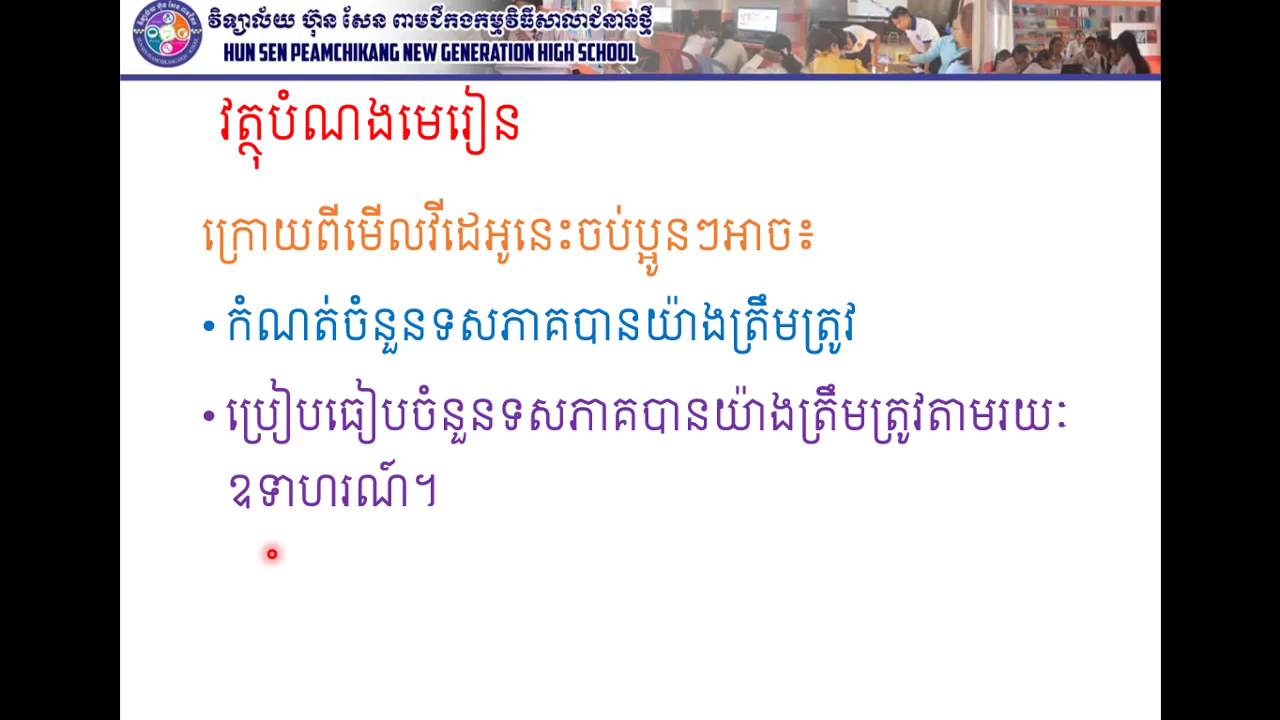 វិទ្យាល័យ ហ៊ុន សែន ពាមជីកងកម្មវិធីសាលាជំនាន់ថ្មី
HUN SEN PEAMCHIKANG NEW GENERATION HIGH SCHOOL
វត្ថុបំណងមេរៀន
ក្រោយពីមើលវីដេអូនេះចប់ប្អូនៗអាច៖
• កំណត់ចំនួនទសភាគបានយ៉ាងត្រឹមត្រូវ
• ប្រៀបធៀបចំនួនទសភាគបានយ៉ាងត្រឹមត្រូវតាមរយៈ
ឧទាហរណ៍។